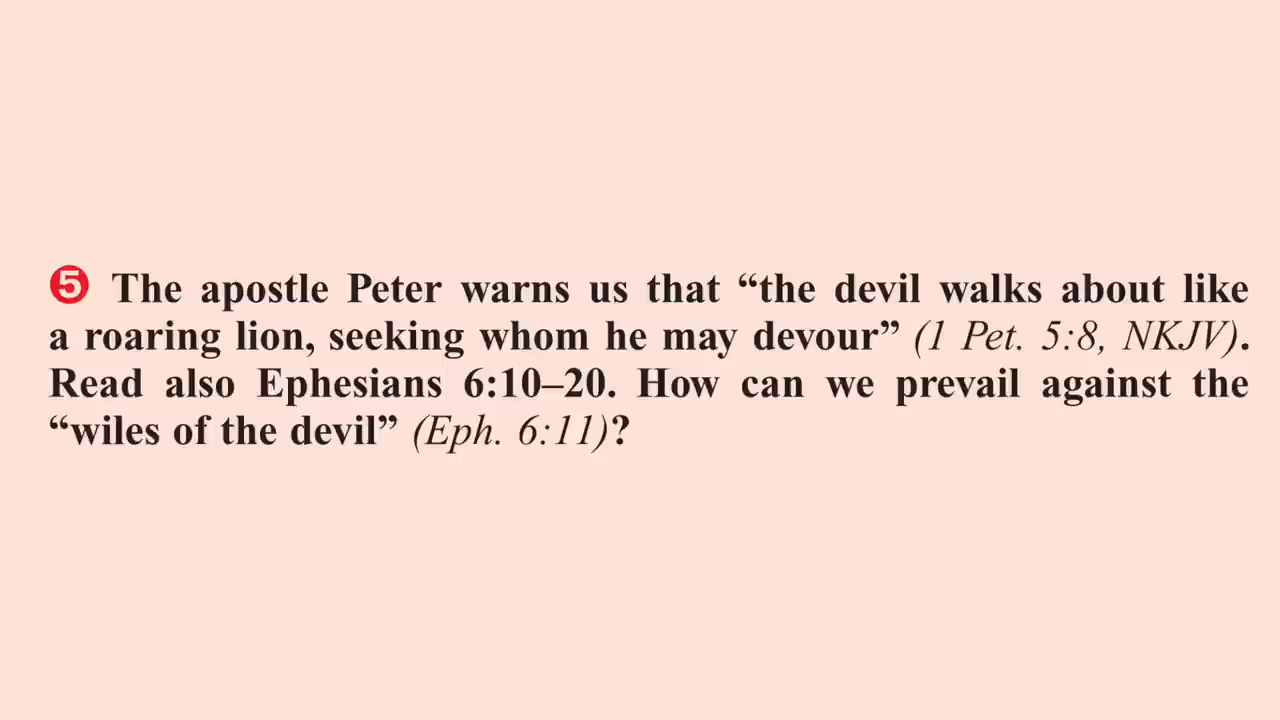 5 The apostle Peter warns us that “the devil walks about like
a roaring lion, seeking whom he may devour” (1 Pet. 5:8, NKJV).
Read also Ephesians 6:10–20. How can we prevail against the
“wiles of the devil” (Eph. 6:11)?